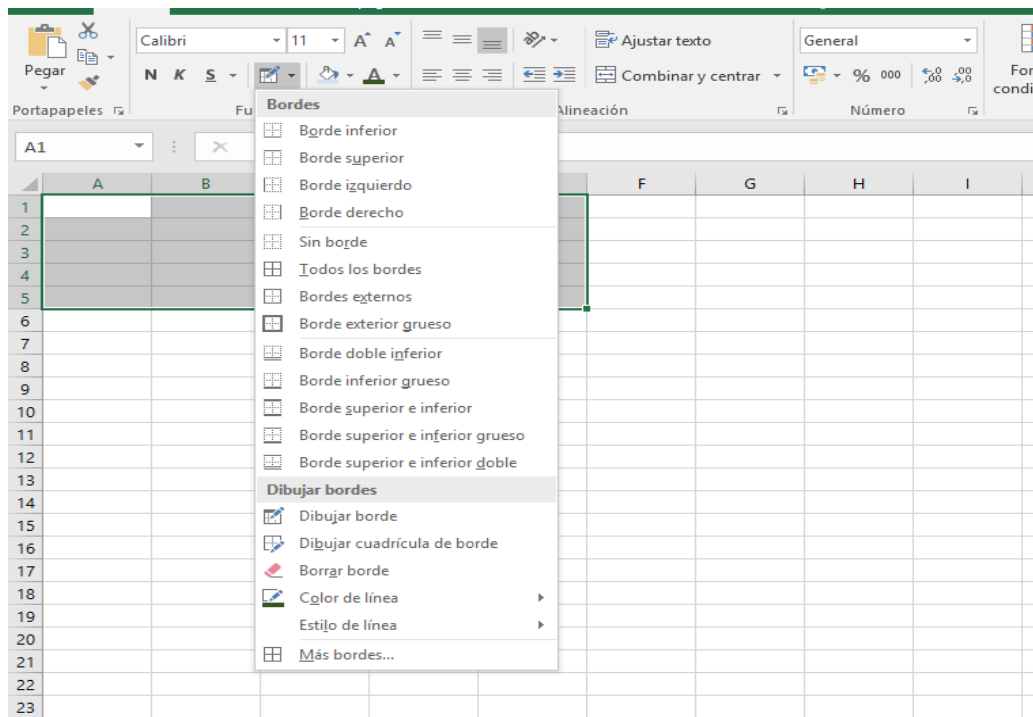 Calibri 11 Ajustar texto General
Pegar N K S A Combinar y centrar % 000
Portapapeles Alineación Número
A1
A B F G H I
Bordes
Borde inferior
Borde superior
Borde izquierdo
Borde derecho
Sin borde
Todos los bordes
Bordes externos
Borde exterior grueso
Borde doble inferior
Borde inferior grueso
Borde superior e inferior
Borde superior e inferior grueso
Borde superior e inferior doble
Dibujar bordes
Dibujar borde
Dibujar cuadrícula de borde
Borrar borde
Color de línea
Estilo de línea
Más bordes...
1
2
3
4
5
6
7
8
9
10
11
12
13
14
15
16
17
18
19
20
21
22
23